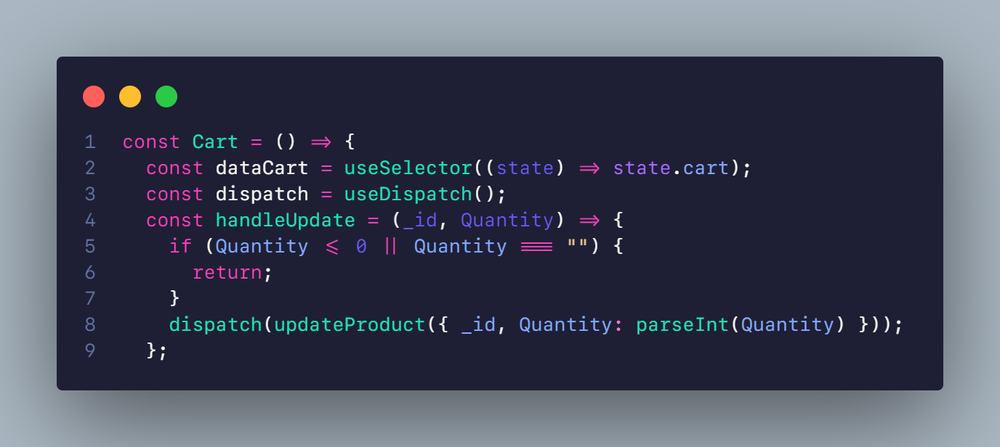 1 const Cart = () => {
2   const dataCart = useSelector((state) => state.cart);
3   const dispatch = useDispatch();
4   const handleUpdate = (_id, Quantity) => {
5     if (Quantity <= 0 || Quantity === "") {
6       return;
7     }
8     dispatch(updateProduct({ _id, Quantity: parseInt(Quantity) }));
9   };